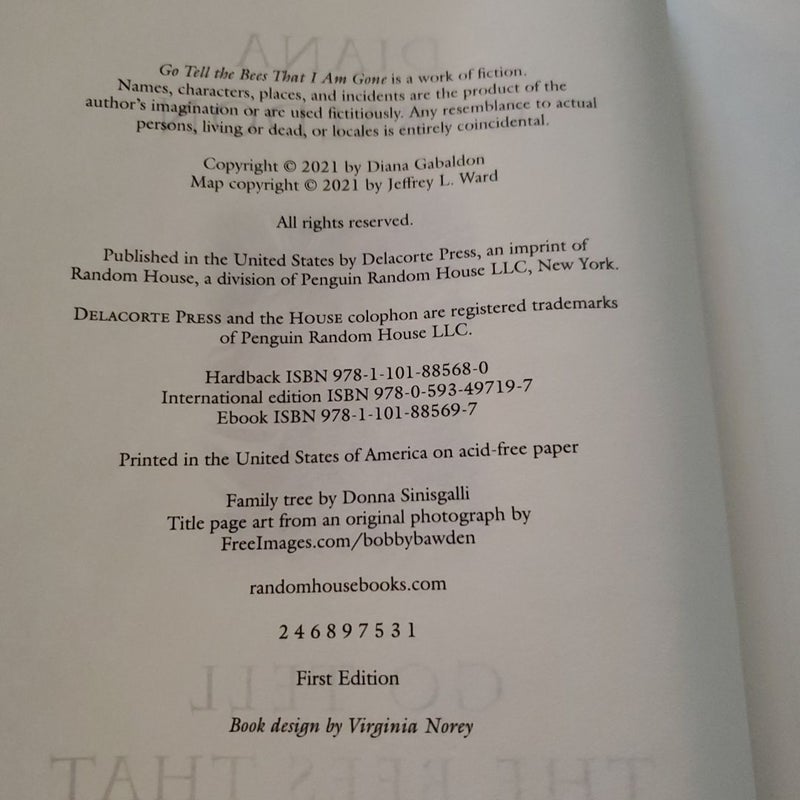 Go Tell the Bees That I Am Gone is a work of fiction.
Names, characters, places, and incidents are the product of the
author's imagination or are used fictitiously. Any resemblance to actual
persons, living or dead, or locales is entirely coincidental.
Copyright © 2021 by Diana Gabaldon
Map copyright © 2021 by Jeffrey L. Ward
All rights reserved.
Published in the United States by Delacorte Press, an imprint of
Random House, a division of Penguin Random House LLC, New York.
DELACORTE PRESS and the HOUSE colophon are registered trademarks
of Penguin Random House LLC.
Hardback ISBN 978-1-101-88568-0
International edition ISBN 978-0-593-49719-7
Ebook ISBN 978-1-101-88569-7
Printed in the United States of America on acid-free paper
Family tree by Donna Sinisgalli
Title page art from an original photograph by
FreeImages.com/bobbybawden
randomhousebooks.com
2 4 6 8 9 7 5 3 1
First Edition
Book design by Virginia Norey
DIANA
GO TELL
THE BEES THAT